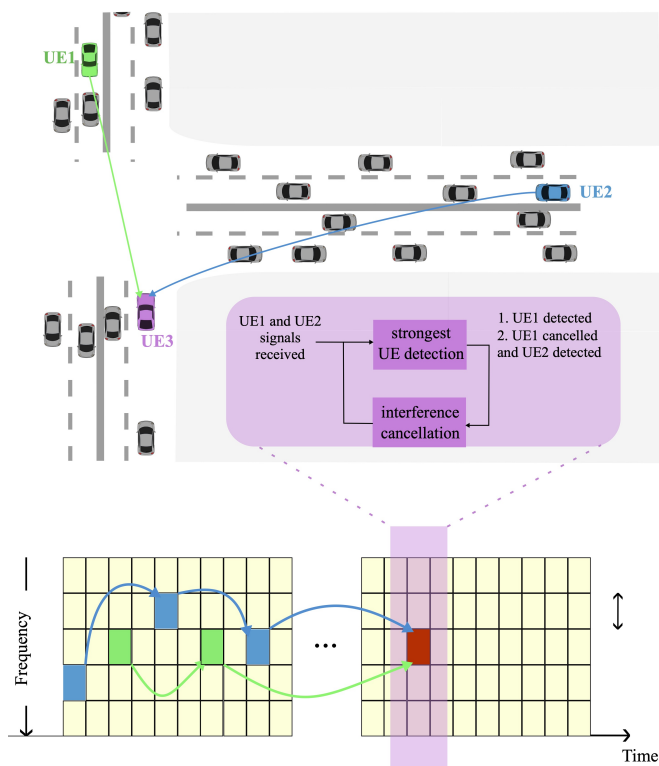 UE1
UE2
UE3
UE1 and UE2
signals
received
strongest
UE detection
1. UE1 detected
2. UE1 cancelled
and UE2 detected
interference
cancellation
Frequency
...
Time